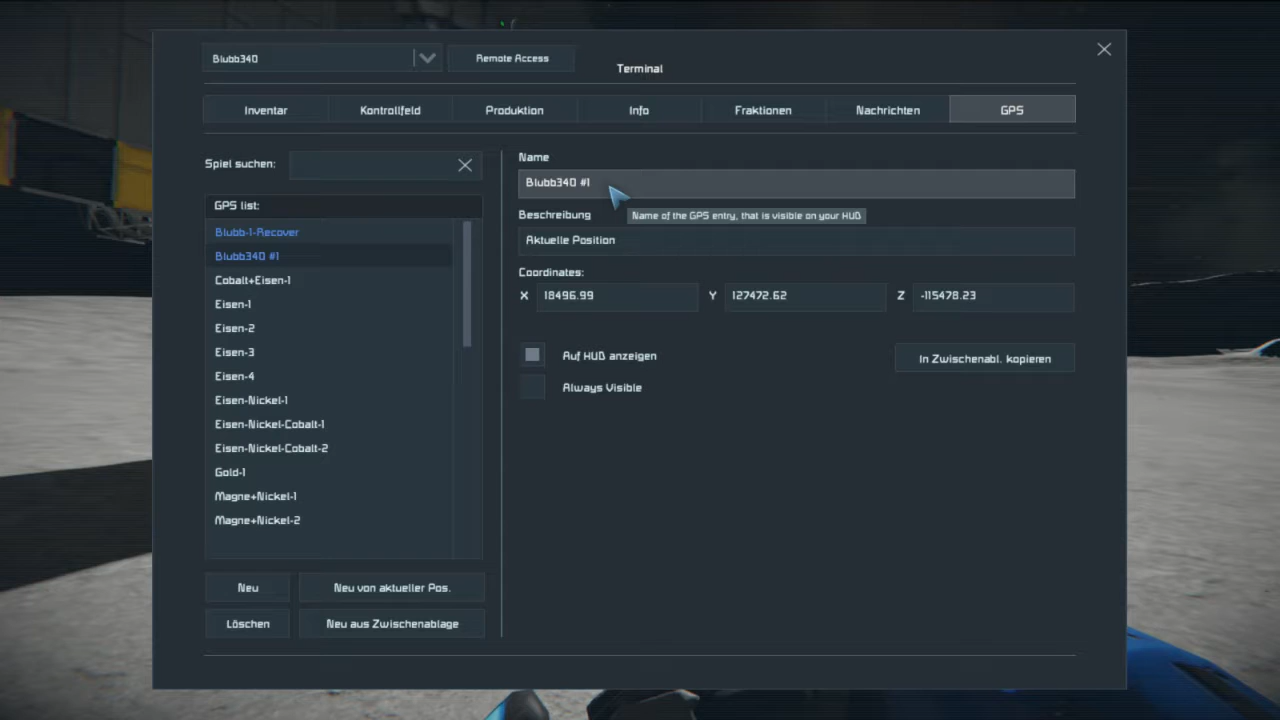 Blubb340
Remote Access
Terminal
Inventar
Kontrollfeld
Produktion
Info
Fraktionen
Nachrichten
GPS
Spiel suchen:
GPS list:
Blubb-1-Recover
Blubb340 #1
Cobalt+Eisen-1
Eisen-1
Eisen-2
Eisen-3
Eisen-4
Eisen-Nickel-1
Eisen-Nickel-Cobalt-1
Eisen-Nickel-Cobalt-2
Gold-1
Magne+Nickel-1
Magne+Nickel-2
Neu
Neu von aktueller Pos.
Löschen
Neu aus Zwischenablage
Name
Blubb340 #1
Beschreibung
Name of the GPS entry, that is visible on your HUD
Aktuelle Position
Coordinates:
X 18496.99 Y 127472.62 Z -115478.23
Auf HUD anzeigen
In Zwischenabl. kopieren
Always Visible